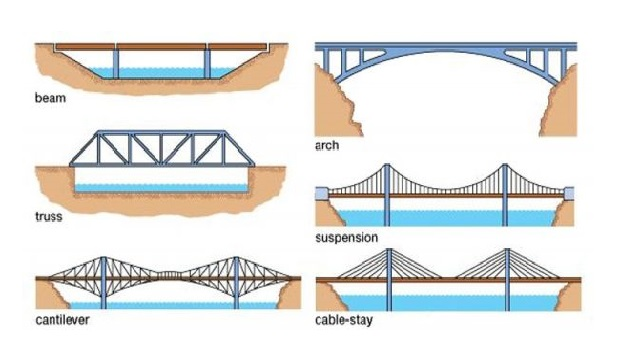 beam
arch
truss
suspension
cantilever
cable-stay